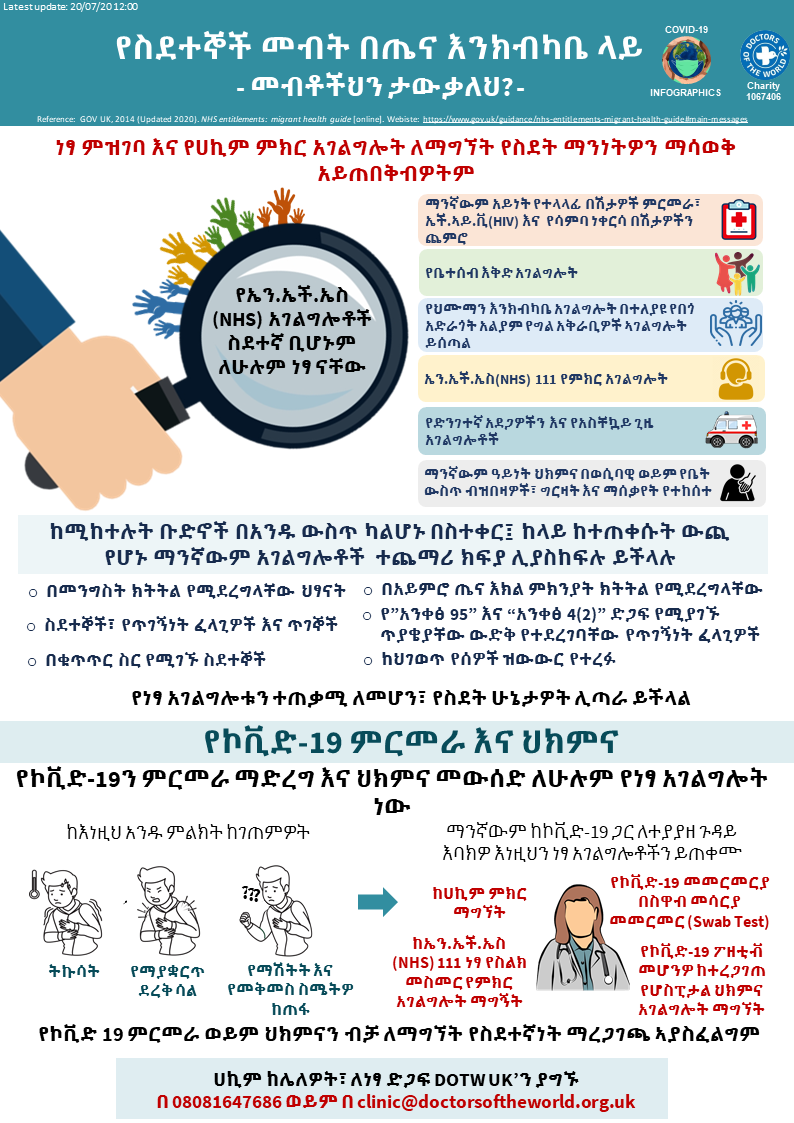 Latest update: 20/07/20 12:00
የስደተኞች መብት በጤና እንክብካቤ ላይ
- መብቶችህን ታውቃለህ?-
COVID-19
INFOGRAPHICS
DOCTORS OF THE WORLD
Charity
1067406
Reference: GOV UK, 2014 (Updated 2020). NHS entitlements: migrant health guide [online]. Webiste: https://www.gov.uk/guidance/nhs-entitlements-migrant-health-guide#main-messages
ነፃ ምዝገባ እና የሀኪም ምክር አገልግሎት ለማግኘት የስደት ማንነትዎን ማሳወቅ
አይጠበቅብዎትም
የኤን.ኤች.ኤስ
(NHS) አገልግሎቶች
ስደተኛ ቢሆኑም
ለሁሉም ነፃ ናቸው
ማንኛውም አይነት የተላላፊ በሽታዎች ምርመራ፣
ኤች.ኣይ.ቪ(HIV) እና የሳምባ ነቀርሳ በሽታዎችን
ጨምሮ
የቤተሰብ እቅድ አገልግሎት
የህሙማን እንክብካቤ አገልግሎት በተለያዩ የበጎ
አድራጎት አልያም የግል አቅራቢዎች ኣገልግሎት
ይሰጣል
ኤን.ኤች.ኤስ(NHS) 111 የምክር አገልግሎት
የድንገተኛ አደጋዎችን እና የአስቸኳይ ጊዜ
አገልግሎቶች
ማንኛውም ዓይነት ህክምና በወሲባዊ ወይም የቤት
ውስጥ ብዝበዛዎች፣ ግርዛት እና ማሰቃየት የተከሰተ
ከሚከተሉት ቡድኖች በአንዱ ውስጥ ካልሆኑ በስተቀር፤ ከላይ ከተጠቀሱት ውጪ
የሆኑ ማንኛውም አገልግሎቶች ተጨማሪ ክፍያ ሊያስከፍሉ ይችላሉ
○ በመንግስት ክትትል የሚደረግላቸው ህፃናት
○ ስደተኞች፣ የጥገኝነት ፈላጊዎች እና ጥገኞች
○ በቁጥጥር ስር የሚገኙ ስደተኞች
○ በአይምሮ ጤና እክል ምክንያት ክትትል የሚደረግላቸው
○ የ”አንቀፅ 95” እና “አንቀፅ 4(2)” ድጋፍ የሚያገኙ
ጥያቄያቸው ውድቅ የተደረገባቸው የጥገኝነት ፈላጊዎች
○ ከህገወጥ የሰዎች ዝውውር የተረፉ
የነፃ አገልግሎቱን ተጠቃሚ ለመሆን፣ የስደት ሁኔታዎት ሊጣራ ይችላል
የኮቪድ-19 ምርመራ እና ህክምና
የኮቪድ-19ን ምርመራ ማድረግ እና ህክምና መውሰድ ለሁሉም የነፃ አገልግሎት
ነው
ከእነዚህ አንዱ ምልክት ከገጠምዎት
???
ትኩሳት
የማያቋርጥ
ደረቅ ሳል
የማሽትት እና
የመቅመስ ስሜትዎ
ከጠፋ
ማንኛውም ከኮቪድ-19 ጋር ለተያያዘ ጉዳይ
እባክዎ እነዚህን ነፃ አገልግሎቶችን ይጠቀሙ
ከሀኪም ምክር
ማግኘት
ከኤን.ኤች.ኤስ
(NHS) 111 ነፃ የስልክ
መስመር የምክር
አገልግሎት ማግኝት
የኮቪድ-19 መመርመርያ
በስዋብ መሳርያ
መመርመር (Swab Test)
የኮቪድ-19 ፖዘቲቭ
መሆንዎ ከተረጋገጠ
የሆስፒታል ህክምና
አገልግሎት ማግኘት
የኮቪድ 19 ምርመራ ወይም ህክምናን ብቻ ለማግኘት የስደተኛነት ማረጋገጫ ኣያስፈልግም
ሀኪም ከሌለዎት፣ ለነፃ ድጋፍ DOTW UK’ን ያግኙ
በ 08081647686 ወይም በ clinic@doctorsoftheworld.org.uk